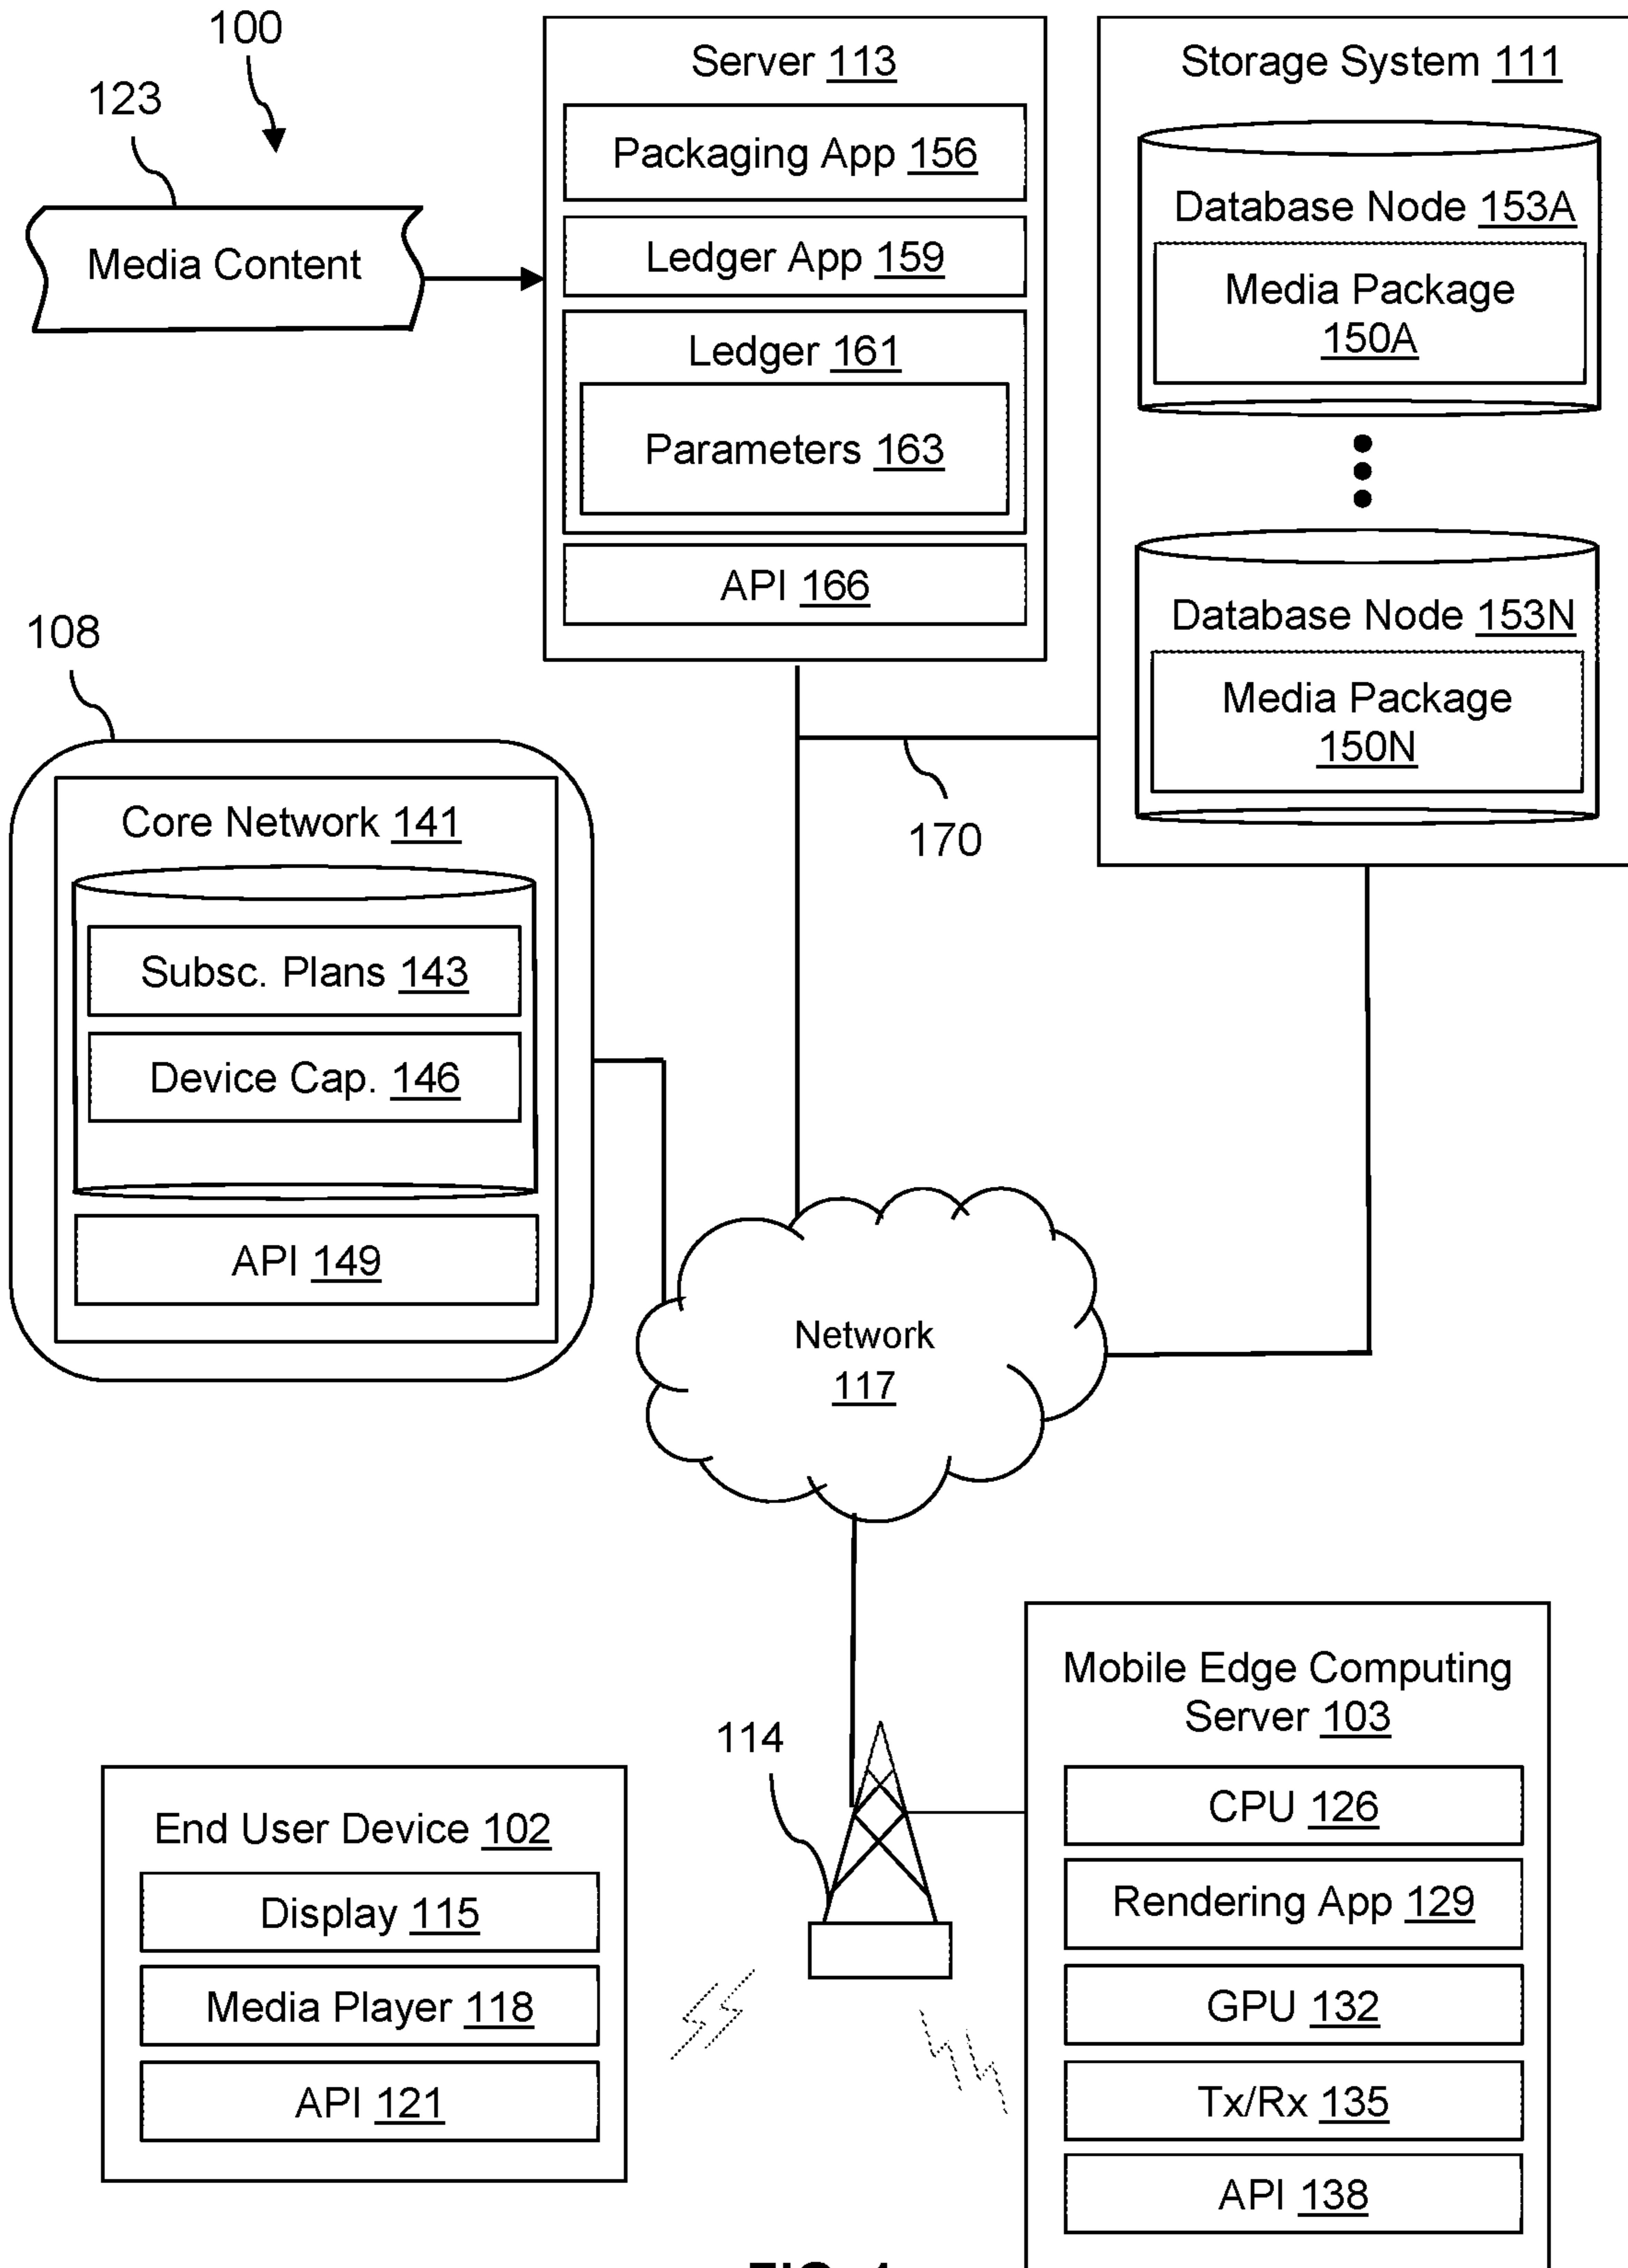 100
123
Media Content
Server 113
Packaging App 156
Ledger App 159
Ledger 161
Parameters 163
API 166
Storage System 111
Database Node 153A
Media Package
150A
Database Node 153N
Media Package
150N
170
108
Core Network 141
Subsc. Plans 143
Device Cap. 146
API 149
Network
117
114
End User Device 102
Display 115
Media Player 118
API 121
Mobile Edge Computing
Server 103
CPU 126
Rendering App 129
GPU 132
Tx/Rx 135
API 138